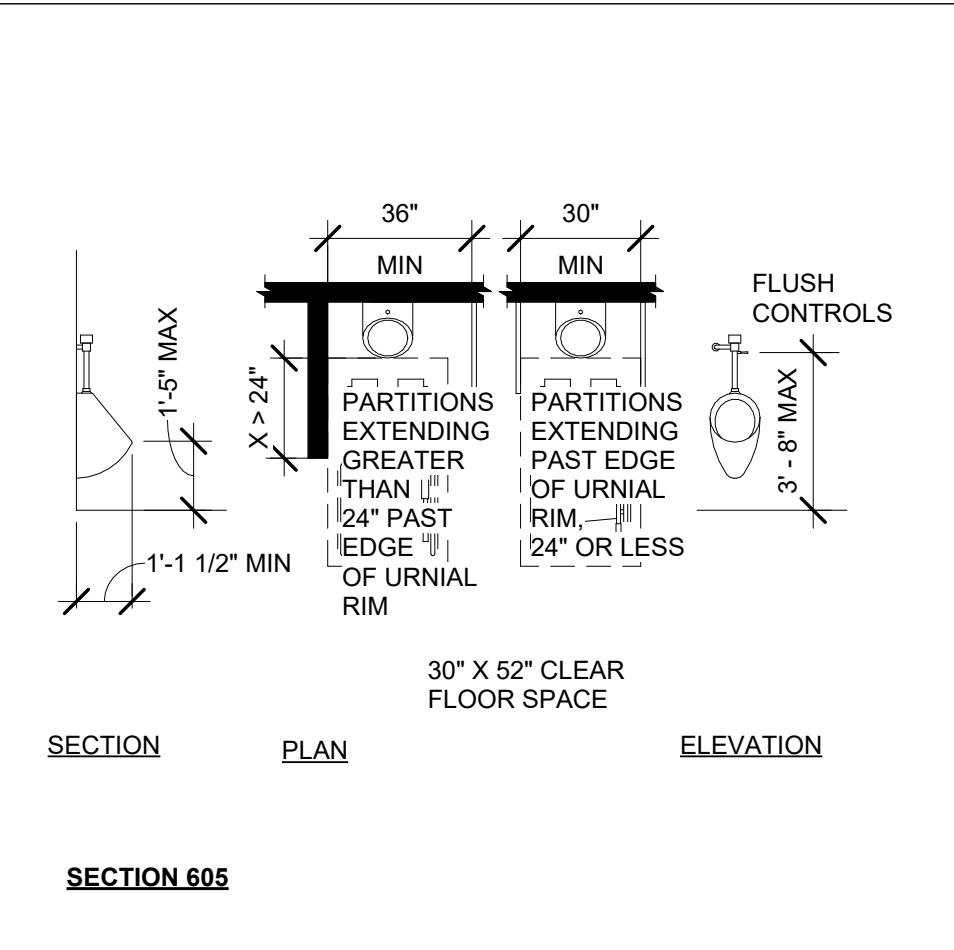 36"
30"
MIN
MIN
FLUSH
CONTROLS
1'-5" MAX
X > 24"
PARTITIONS
EXTENDING
GREATER
THAN
24" PAST
EDGE
OF URNIAL
RIM
PARTITIONS
EXTENDING
PAST EDGE
OF URNIAL
RIM,
24" OR LESS
3' - 8" MAX
1'-1 1/2" MIN
30" X 52" CLEAR
FLOOR SPACE
SECTION
PLAN
ELEVATION
SECTION 605